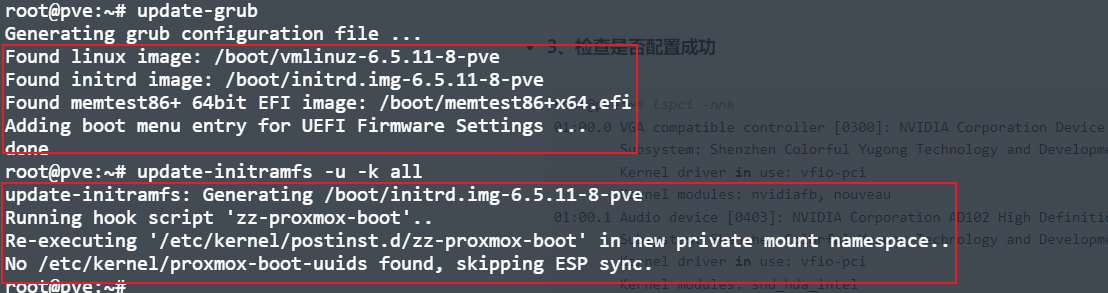 root@pve:~# update-grub
Generating grub configuration file ...
Found linux image: /boot/vmlinuz-6.5.11-8-pve
Found initrd image: /boot/initrd.img-6.5.11-8-pve
Found memtest86+ 64bit EFI image: /boot/memtest86+x64.efi
Adding boot menu entry for UEFI Firmware Settings ...
done
root@pve:~# update-initramfs -u -k all
update-initramfs: Generating /boot/initrd.img-6.5.11-8-pve
Running hook script 'zz-proxmox-boot'..
Re-executing '/etc/kernel/postinst.d/zz-proxmox-boot' in new private mount namespace..
No /etc/kernel/proxmox-boot-uuids found, skipping ESP sync.
root@pve:~#
3、检查是否配置成功
# lspci -nnk
01:00.0 VGA compatible controller [0300]: NVIDIA Corporation Device
Subsystem: Shenzhen Colorful Yugong Technology and Developm
Kernel driver in use: vfio-pci
Kernel modules: nvidiafb, nouveau
01:00.1 Audio device [0403]: NVIDIA Corporation AD102 High Definitio
Yugong Technology and Developm
Kernel driver in use: vfio-pci
Kernel modules: snd_hda_intel